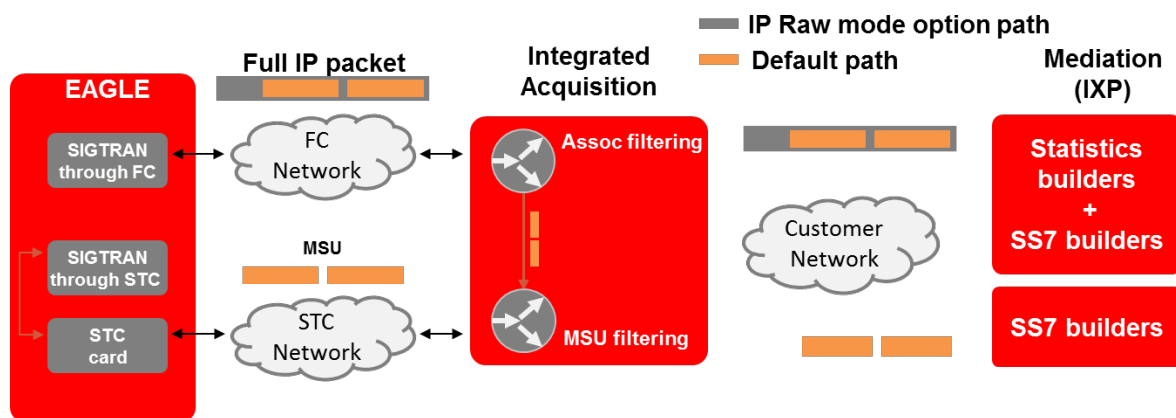 IP Raw mode option path
Default path
Full IP packet
Integrated
Acquisition
Mediation
(IXP)
EAGLE
SIGTRAN
through FC
FC
Network
Assoc filtering
Statistics
builders
+
SS7 builders
SIGTRAN
through STC
MSU
Customer
Network
STC
card
STC
Network
MSU filtering
SS7 builders